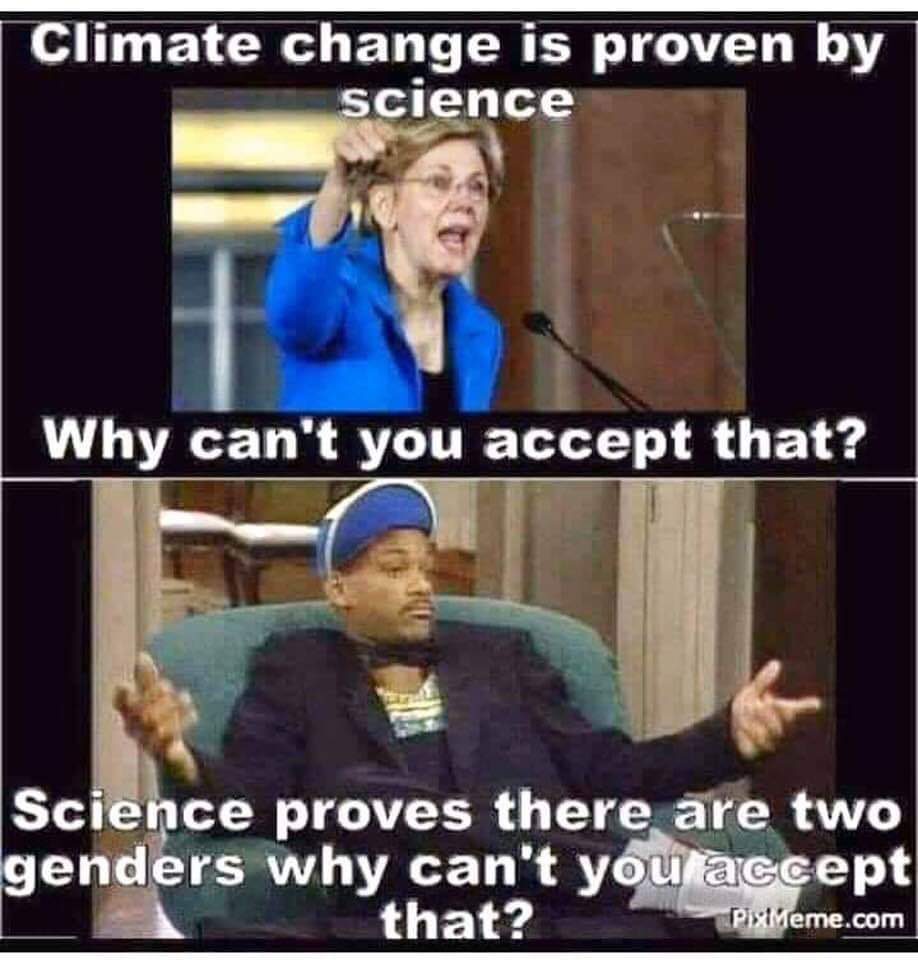 Climate change is proven by
science
Why can't you accept that?
Science proves there are two
genders why can't you accept
that?
PixMeme.com